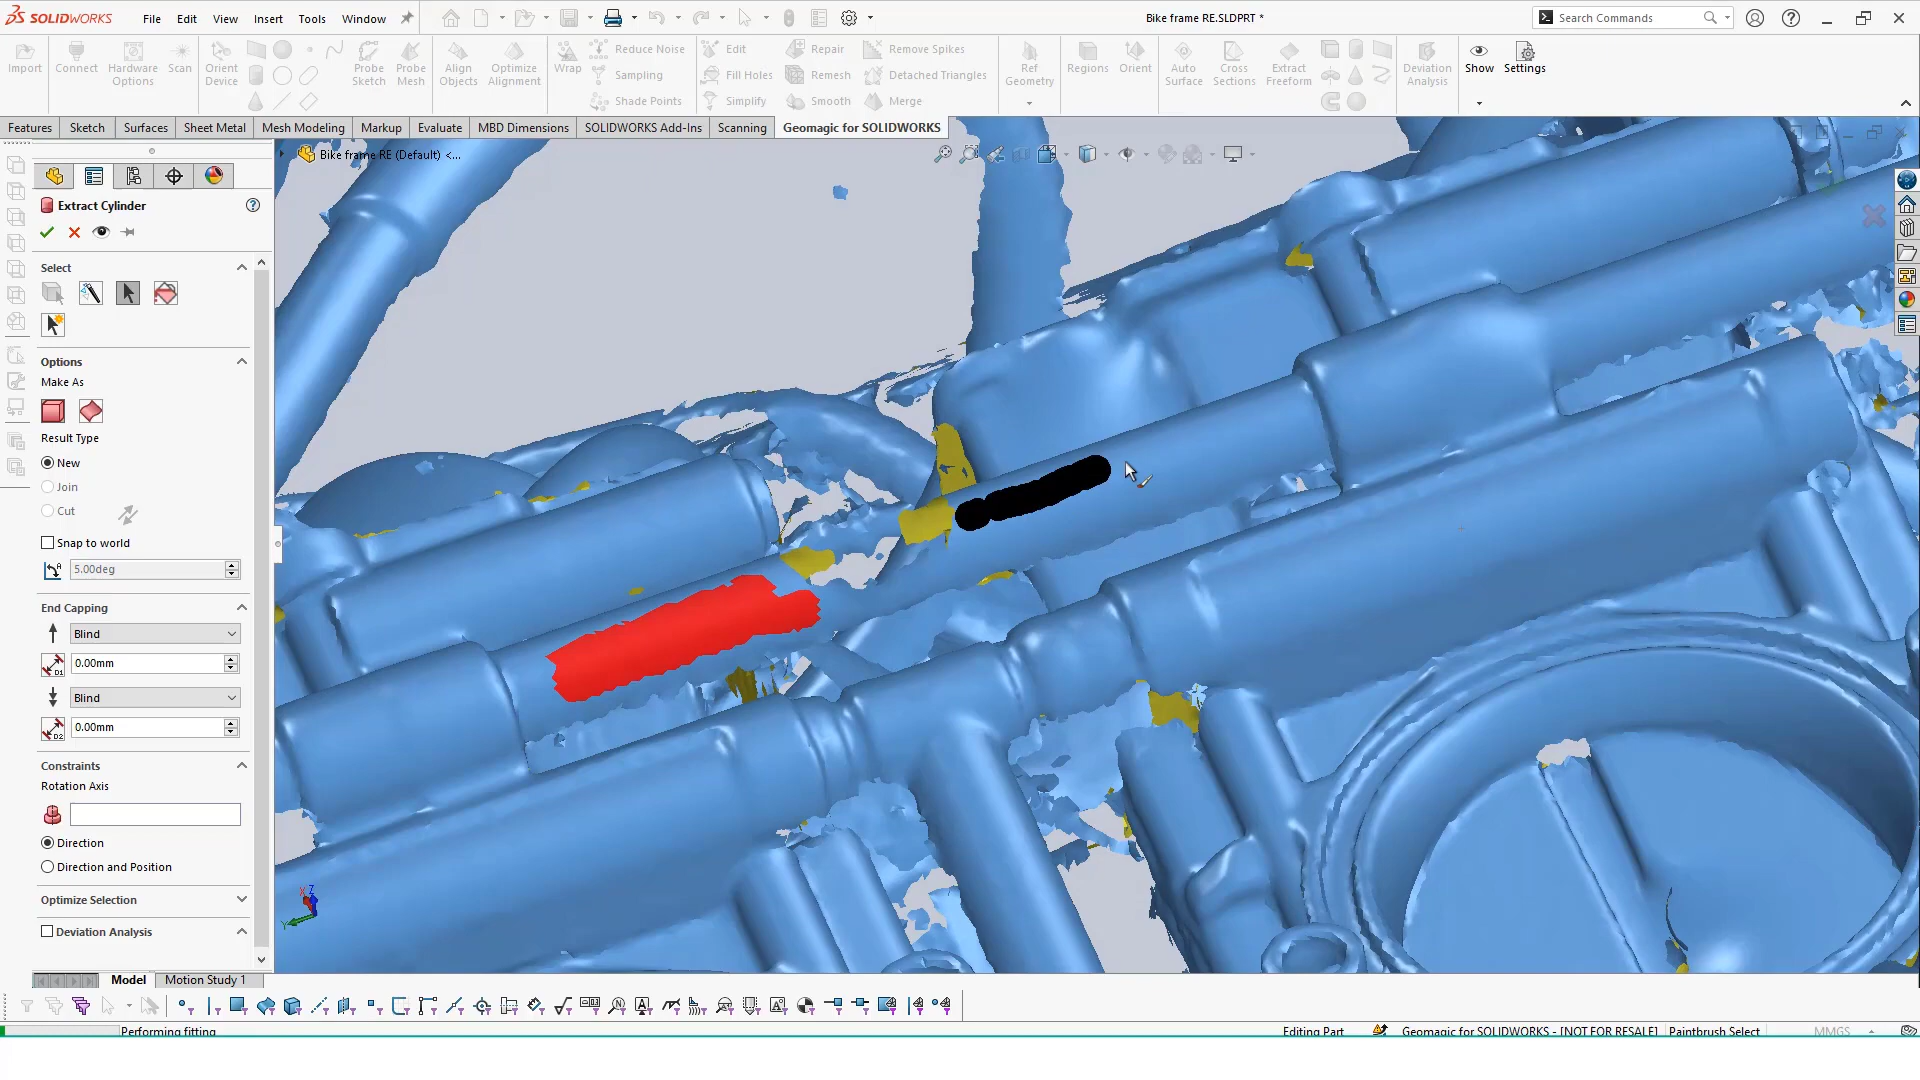 SOLIDWORKS File Edit View Insert Tools Window Bike frame RE.SLDPRT * Search Commands
Import Connect Hardware Options Scan Orient Device Probe Sketch Probe Mesh Align Objects Optimize Alignment Wrap Reduce Noise Sampling Shade Points Edit Fill Holes Simplify Repair Remesh Smooth Remove Spikes Detached Triangles Merge Ref Geometry Regions Orient Auto Surface Cross Sections Extract Freeform Deviation Analysis Show Settings
Features Sketch Surfaces Sheet Metal Mesh Modeling Markup Evaluate MBD Dimensions SOLIDWORKS Add-Ins Scanning Geomagic for SOLIDWORKS
Bike frame RE (Default) <...
Extract Cylinder
Select
Options
Make As
Result Type
New
Join
Cut
Snap to world
5.00deg
End Capping
Blind
0.00mm
Blind
0.00mm
Constraints
Rotation Axis
Direction
Direction and Position
Optimize Selection
Deviation Analysis
Model Motion Study 1
Performing fitting Editing Part Geomagic for SOLIDWORKS - [NOT FOR RESALE] Paintbrush Select MMGS